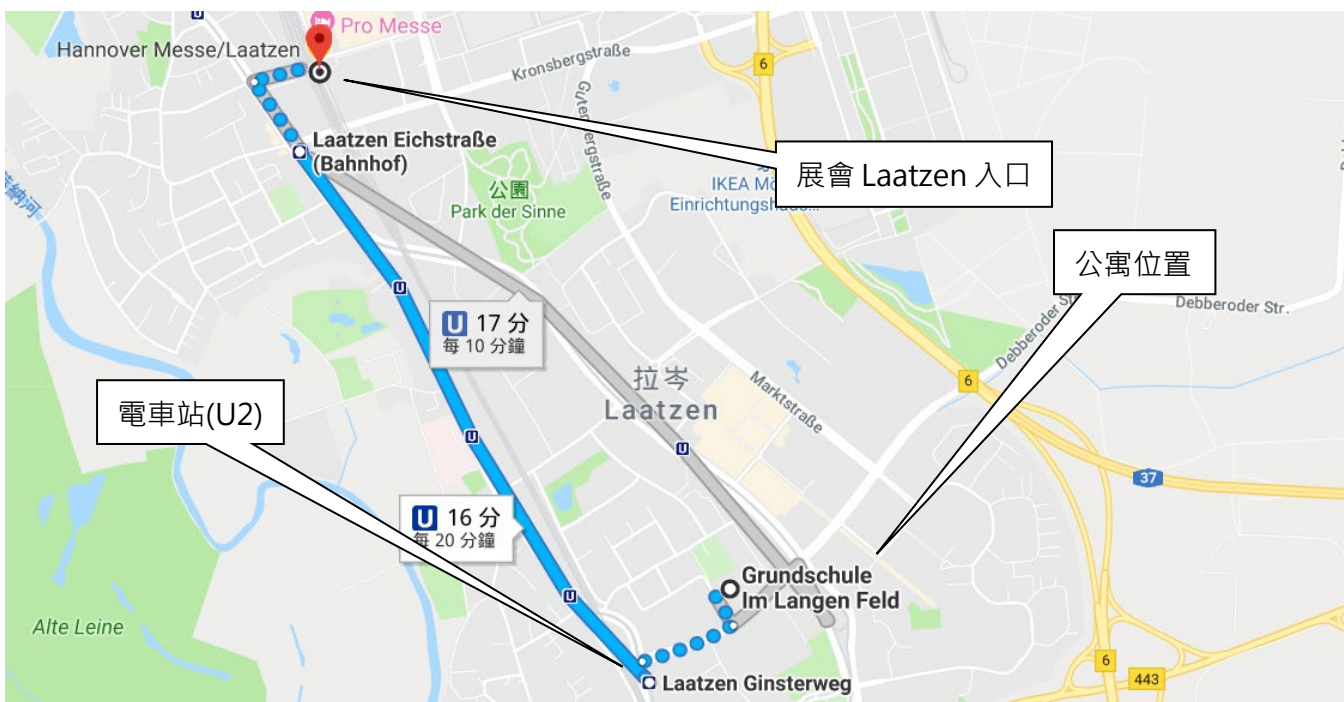 U
Pro Messe
Hannover Messe/Laatzen
Kronsbergstraße
6
Gutenbergstraße
Laatzen Eichstraße
(Bahnhof)
展會 Laatzen 入口
公園
Park der Sinne
IKEA
公寓位置
U
U 17 分
每 10 分鐘
Debberoder Str.
Debberoder Str.
拉岑
Laatzen
6
電車站(U2)
Marktstraße
U
U
37
U 16 分
每 20 分鐘
Grundschule
Im Langen Feld
U
Alte Leine
6
443
Laatzen Ginsterweg